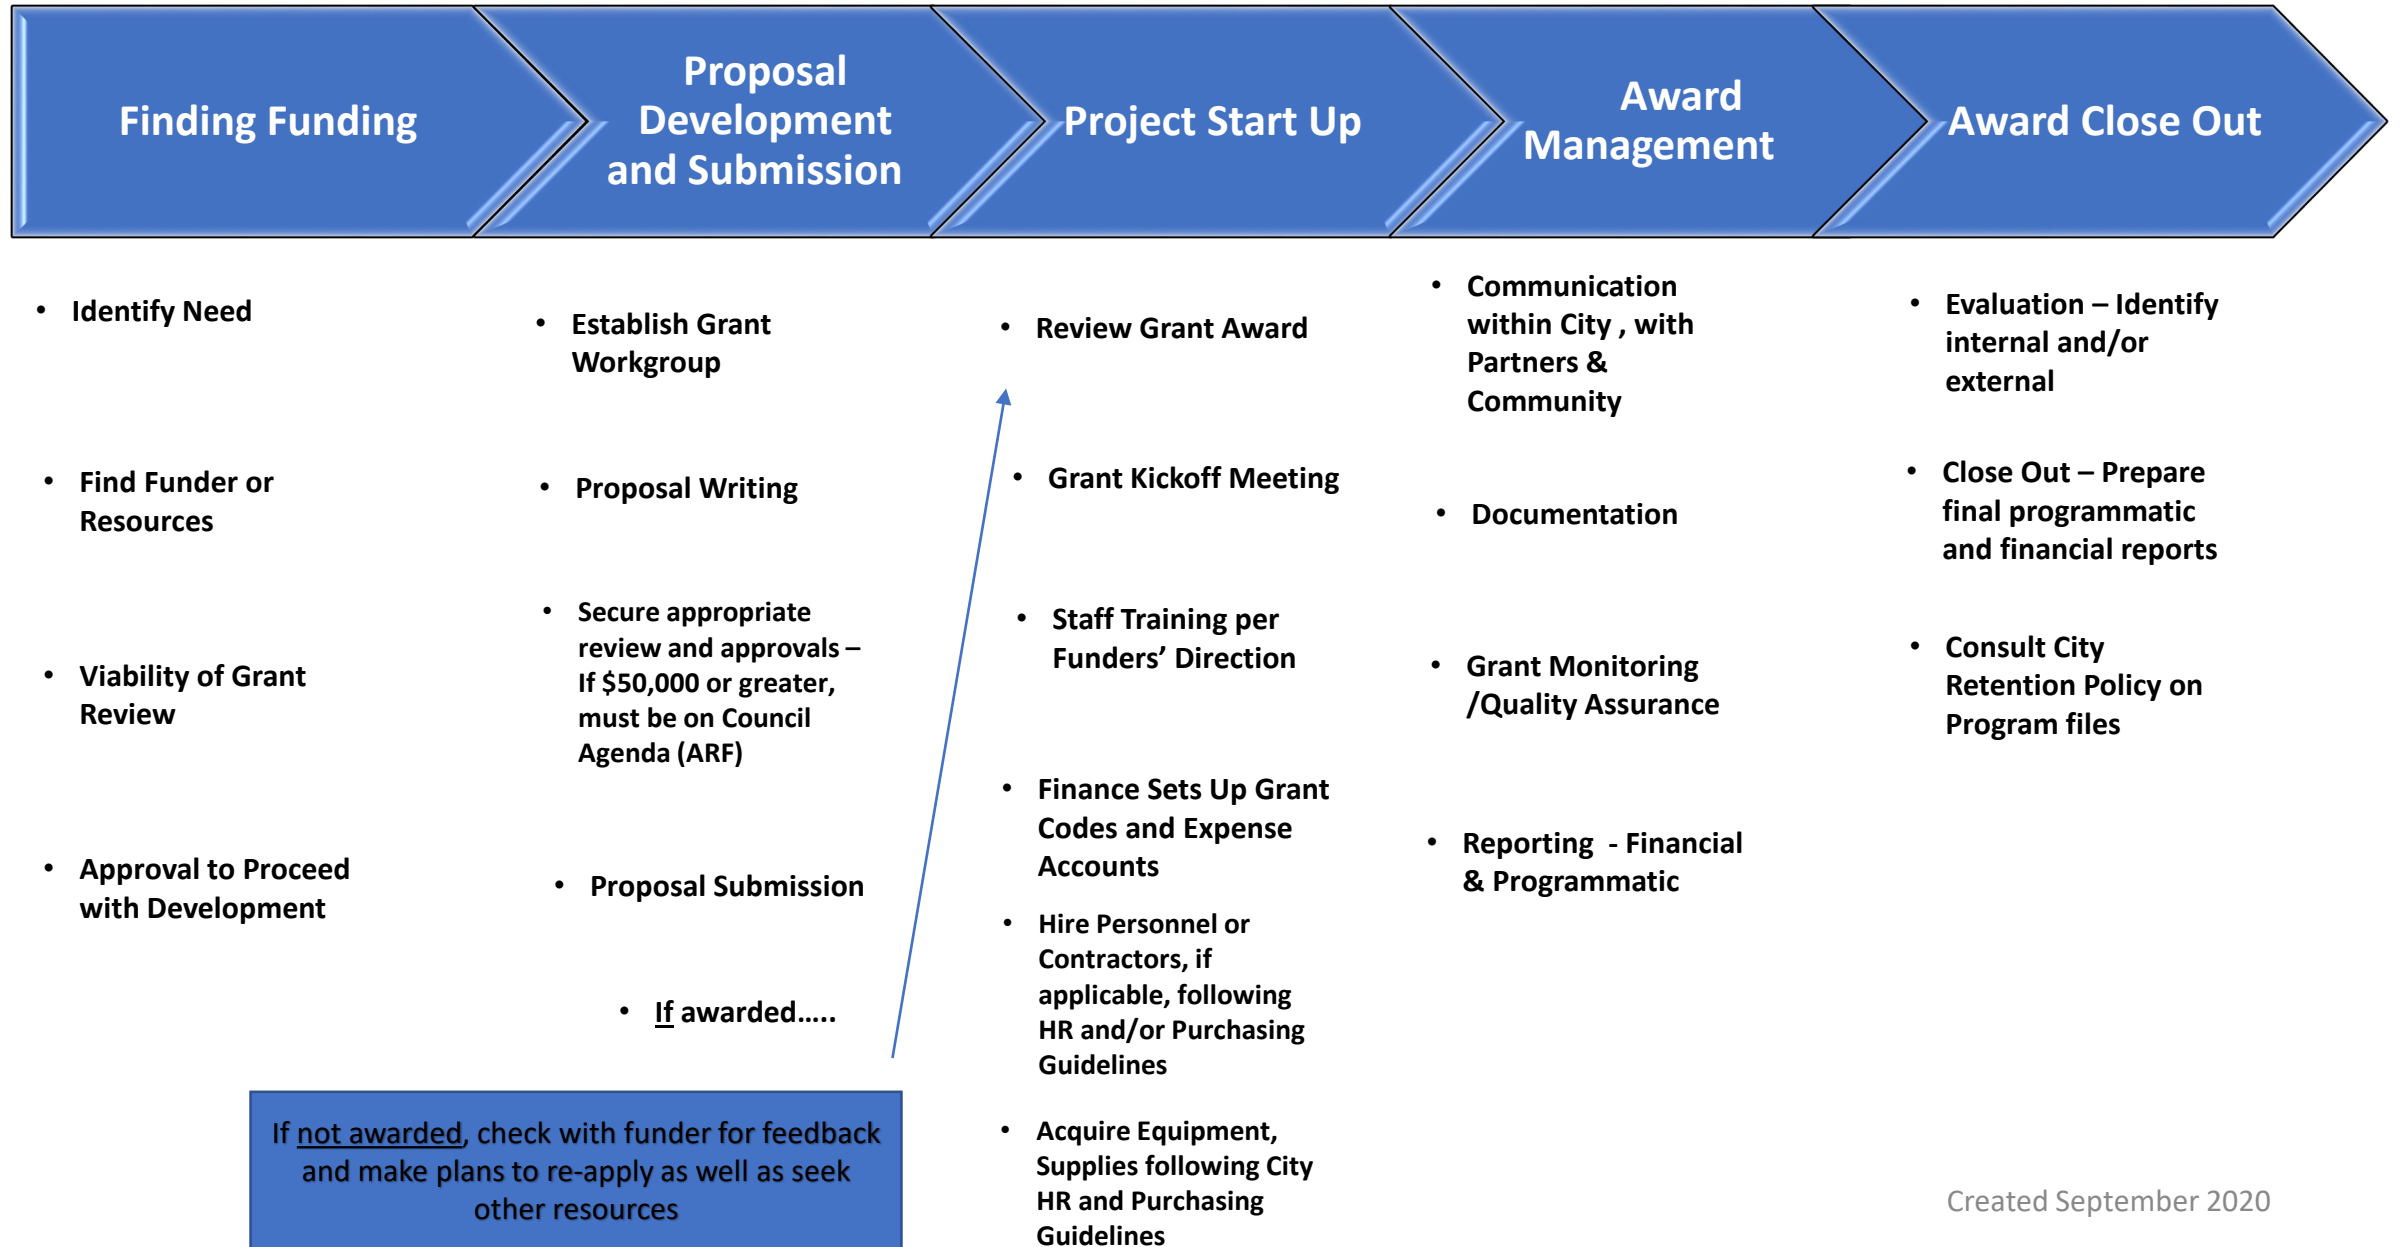 Finding Funding
Proposal
Development
and Submission
Project Start Up
Award
Management
Award Close Out
• Identify Need
• Find Funder or
Resources
• Viability of Grant
Review
• Approval to Proceed
with Development
• Establish Grant
Workgroup
• Proposal Writing
• Secure appropriate
review and approvals –
If $50,000 or greater,
must be on Council
Agenda (ARF)
• Proposal Submission
• If awarded…..
If not awarded, check with funder for feedback
and make plans to re-apply as well as seek
other resources
• Review Grant Award
• Grant Kickoff Meeting
• Staff Training per
Funders’ Direction
• Finance Sets Up Grant
Codes and Expense
Accounts
• Hire Personnel or
Contractors, if
applicable, following
HR and/or Purchasing
Guidelines
• Acquire Equipment,
Supplies following City
HR and Purchasing
Guidelines
• Communication
within City , with
Partners &
Community
• Documentation
• Grant Monitoring
/Quality Assurance
• Reporting - Financial
& Programmatic
• Evaluation – Identify
internal and/or
external
• Close Out – Prepare
final programmatic
and financial reports
• Consult City
Retention Policy on
Program files
Created September 2020